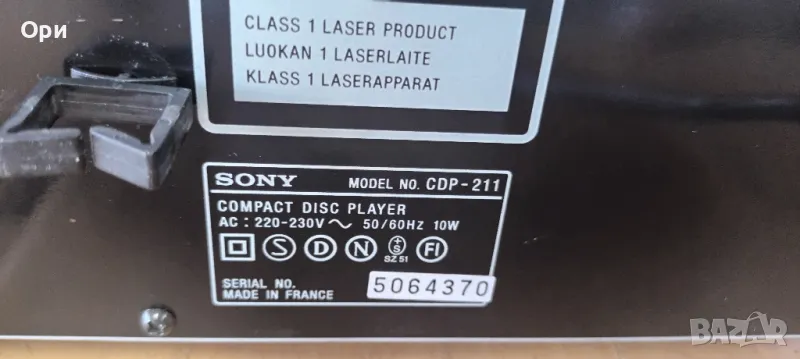 Ори
CLASS 1 LASER PRODUCT
LUOKAN 1 LASERLAITE
KLASS 1 LASERAPPARAT
SONY MODEL NO. CDP-211
COMPACT DISC PLAYER
AC : 220-230V ~ 50/60HZ 10W
S D N S FI
SZ 51
SERIAL NO. 5064370
MADE IN FRANCE
BAZAR